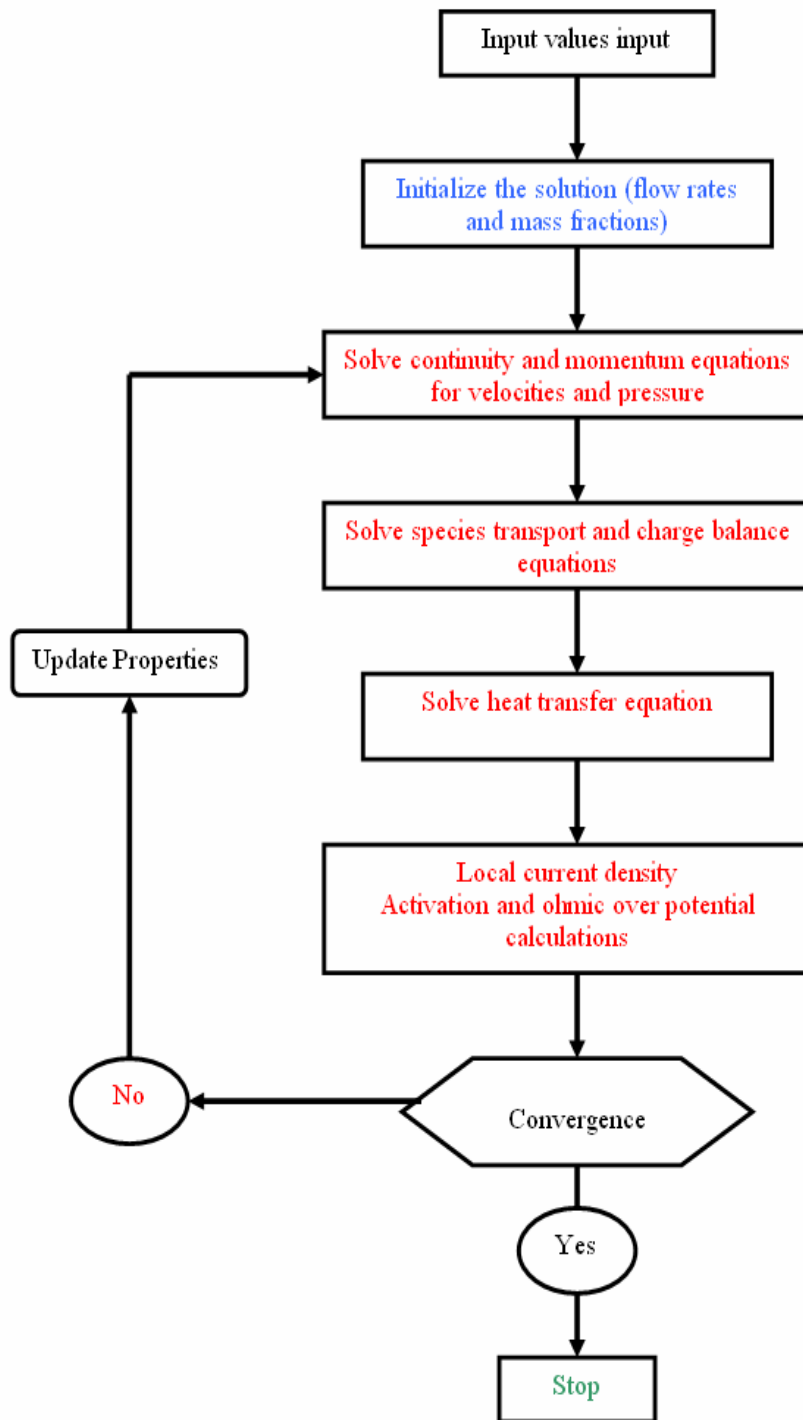 Input values input
Initialize the solution (flow rates
and mass fractions)
Solve continuity and momentum equations
for velocities and pressure
Solve species transport and charge balance
equations
Update Properties
Solve heat transfer equation
Local current density
Activation and ohmic over potential
calculations
No
Convergence
Yes
Stop